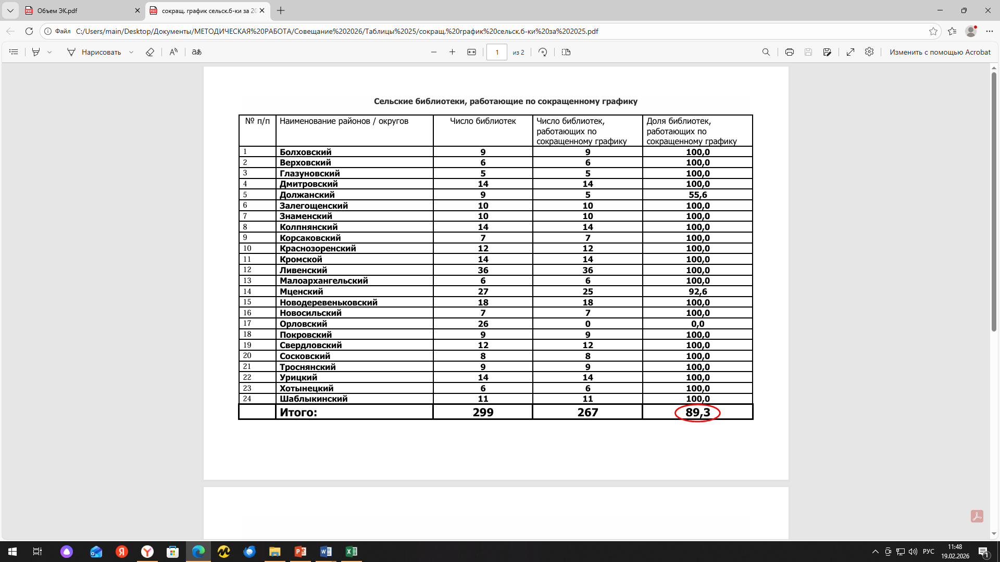 Объем ЭК.pdf
сокращ. график сельск.б-ки за 20
Файл C:/Users/main/Desktop/Документы/МЕТОДИЧЕСКАЯ%20РАБОТА/Совещание%202026/Таблицы%2025/сокращ.%20график%20сельск.б-ки%20за%202025.pdf
Нарисовать 1 из 2 Изменить с помощью Acrobat
Сельские библиотеки, работающие по сокращенному графику
№ п/п Наименование районов / округов Число библиотек Число библиотек, работающих по сокращенному графику Доля библиотек, работающих по сокращенному графику
1 Болховский 9 9 100,0
2 Верховский 6 6 100,0
3 Глазуновский 5 5 100,0
4 Дмитровский 14 14 100,0
5 Должанский 9 5 55,6
6 Залегощенский 10 10 100,0
7 Знаменский 10 10 100,0
8 Колпнянский 14 14 100,0
9 Корсаковский 7 7 100,0
10 Краснозоренский 12 12 100,0
11 Кромской 14 14 100,0
12 Ливенский 36 36 100,0
13 Малоархангельский 6 6 100,0
14 Мценский 27 25 92,6
15 Новодеревеньковский 18 18 100,0
16 Новосильский 7 7 100,0
17 Орловский 26 0 0,0
18 Покровский 9 9 100,0
19 Свердловский 12 12 100,0
20 Сосковский 8 8 100,0
21 Троснянский 9 9 100,0
22 Урицкий 14 14 100,0
23 Хотынецкий 6 6 100,0
24 Шаблыкинский 11 11 100,0
Итого: 299 267 89,3
РУС
11:48
19.02.2026
1